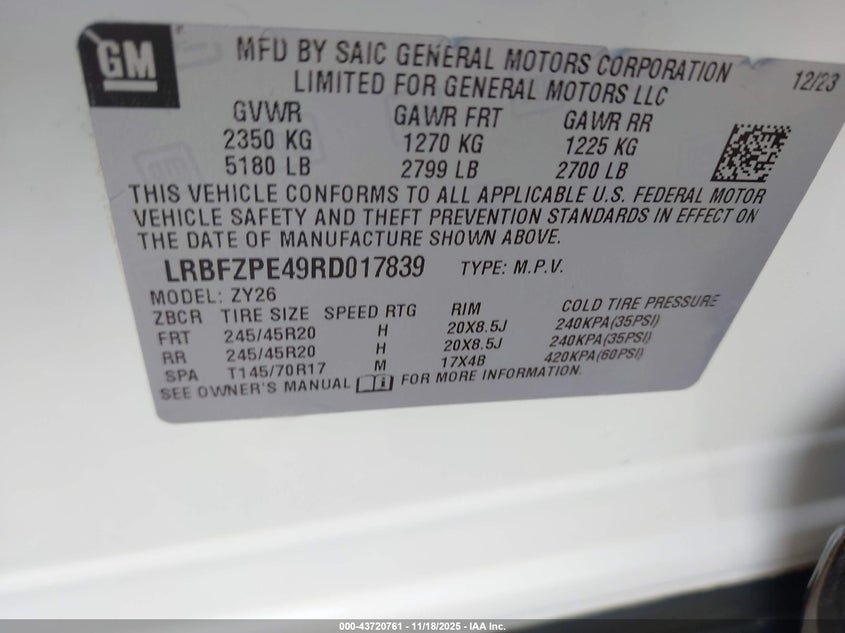 GM
MFD BY SAIC GENERAL MOTORS CORPORATION
LIMITED FOR GENERAL MOTORS LLC
12/23
GVWR GAWR FRT GAWR RR
2350 KG 1270 KG 1225 KG
5180 LB 2799 LB 2700 LB
THIS VEHICLE CONFORMS TO ALL APPLICABLE U.S. FEDERAL MOTOR
VEHICLE SAFETY AND THEFT PREVENTION STANDARDS IN EFFECT ON
THE DATE OF MANUFACTURE SHOWN ABOVE.
LRBFZPE49RD017839 TYPE: M.P.V.
MODEL: ZY26
ZBCR TIRE SIZE SPEED RTG RIM COLD TIRE PRESSURE
FRT 245/45R20 H 20X8.5J 240KPA(35PSI)
RR 245/45R20 H 20X8.5J 240KPA(35PSI)
SPA T145/70R17 M 17X4B 420KPA(60PSI)
SEE OWNER'S MANUAL FOR MORE INFORMATION.
000-43720761 - 11/18/2025 - IAA Inc.